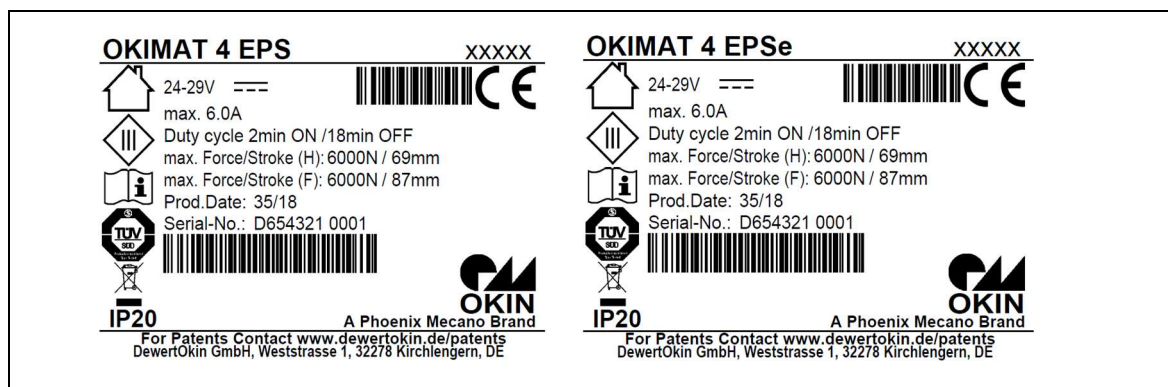 OKIMAT 4 EPS xxxxx
24-29V
CE
max. 6.0A
Duty cycle 2min ON /18min OFF
max. Force/Stroke (H): 6000N / 69mm
max. Force/Stroke (F): 6000N / 87mm
Prod.Date: 35/18
Serial-No.: D654321 0001
TÜV
SÜD
OKIN
IP20
A Phoenix Mecano Brand
For Patents Contact www.dewertokin.de/patents
DewertOkin GmbH, Weststrasse 1, 32278 Kirchlengern, DE
OKIMAT 4 EPSe xxxxx
24-29V
CE
max. 6.0A
Duty cycle 2min ON /18min OFF
max. Force/Stroke (H): 6000N / 69mm
max. Force/Stroke (F): 6000N / 87mm
Prod.Date: 35/18
Serial-No.: D654321 0001
TÜV
SÜD
OKIN
IP20
A Phoenix Mecano Brand
For Patents Contact www.dewertokin.de/patents
DewertOkin GmbH, Weststrasse 1, 32278 Kirchlengern, DE